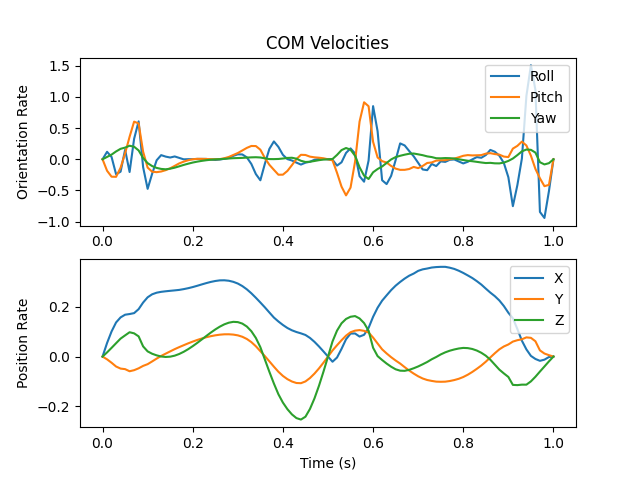 COM Velocities
Orientation Rate
1.5
1.0
0.5
0.0
−0.5
−1.0
0.0 0.2 0.4 0.6 0.8 1.0
Roll
Pitch
Yaw
Position Rate
0.2
0.0
−0.2
0.0 0.2 0.4 0.6 0.8 1.0
X
Y
Z
Time (s)